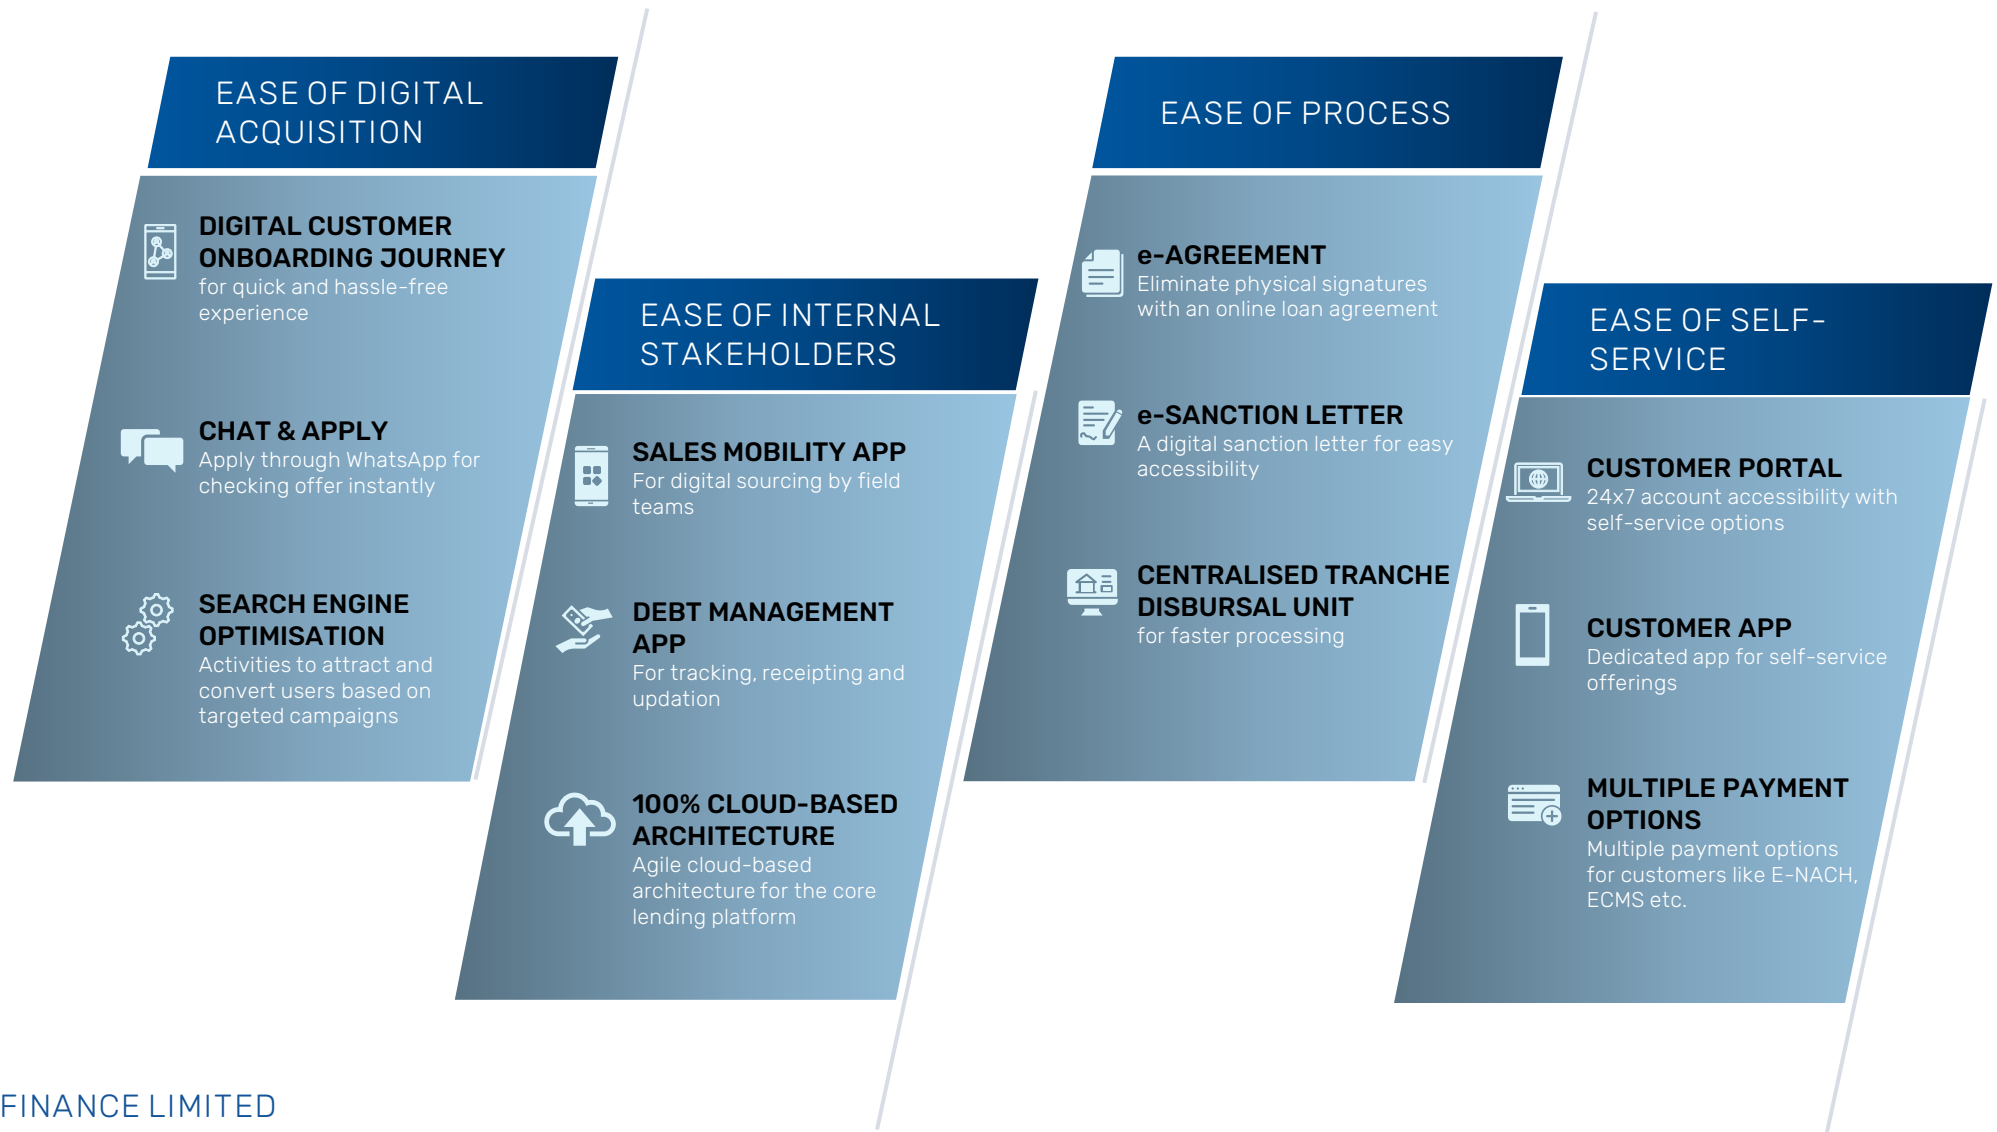 EASE OF DIGITAL
ACQUISITION
DIGITAL CUSTOMER
ONBOARDING JOURNEY
for quick and hassle-free
experience
CHAT & APPLY
Apply through WhatsApp for
checking offer instantly
SEARCH ENGINE
OPTIMISATION
Activities to attract and
convert users based on
targeted campaigns
EASE OF INTERNAL
STAKEHOLDERS
SALES MOBILITY APP
For digital sourcing by field
teams
DEBT MANAGEMENT
APP
For tracking, receipting and
updation
100% CLOUD-BASED
ARCHITECTURE
Agile cloud-based
architecture for the core
lending platform
EASE OF PROCESS
e-AGREEMENT
Eliminate physical signatures
with an online loan agreement
e-SANCTION LETTER
A digital sanction letter for easy
accessibility
CENTRALISED TRANCHE
DISBURSAL UNIT
for faster processing
EASE OF SELF-
SERVICE
CUSTOMER PORTAL
24x7 account accessibility with
self-service options
CUSTOMER APP
Dedicated app for self-service
offerings
MULTIPLE PAYMENT
OPTIONS
Multiple payment options
for customers like E-NACH,
ECMS etc.
FINANCE LIMITED